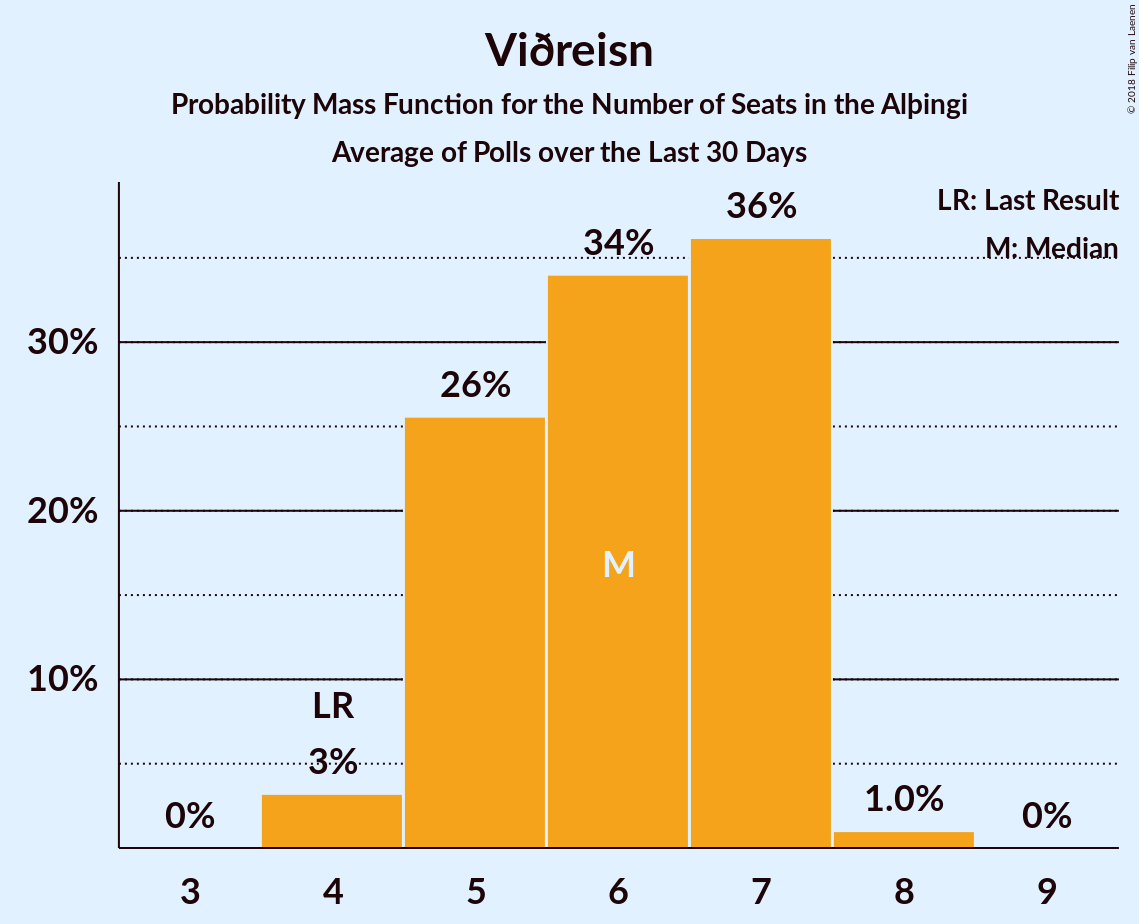 Viðreisn
Probability Mass Function for the Number of Seats in the Alþingi
Average of Polls over the Last 30 Days
© 2018 Filip van Laenen
LR: Last Result
M: Median
30%
20%
10%
0%
LR
3%
26%
34%
M
36%
1.0%
0%
3 4 5 6 7 8 9